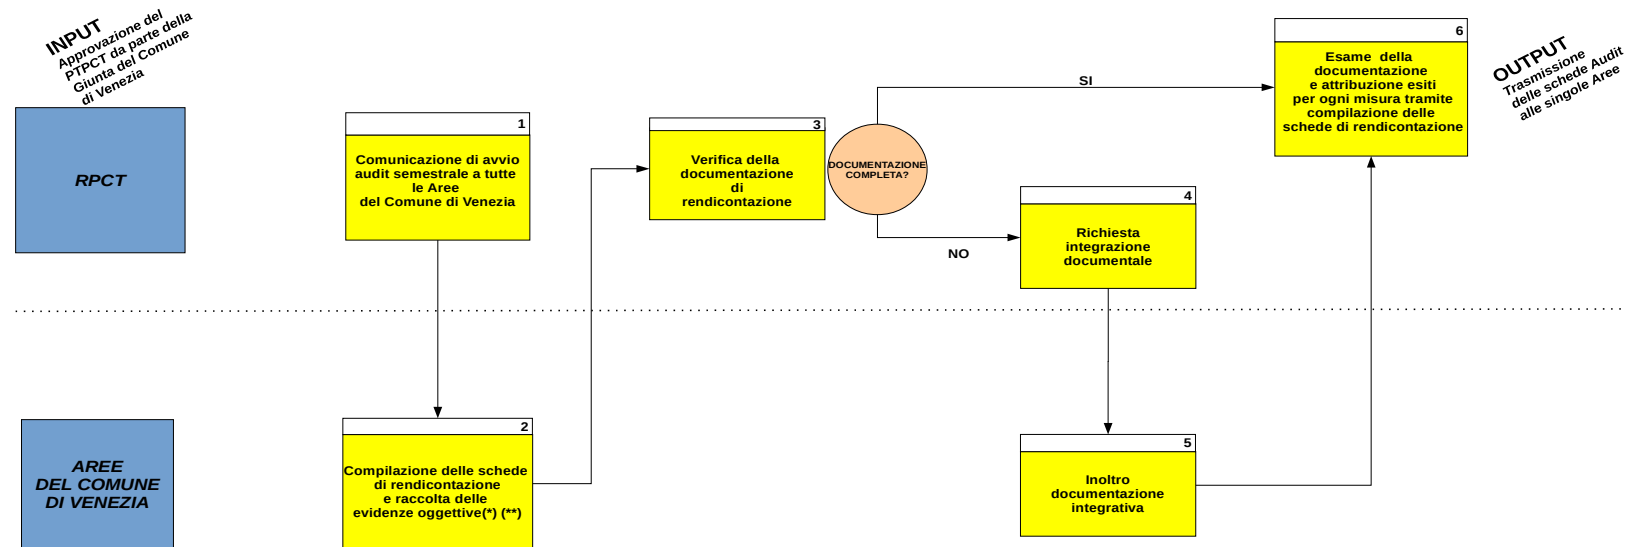 INPUT
Approvazione del
PTPCT da parte della
Giunta del Comune
di Venezia
RPCT
1
Comunicazione di avvio
audit semestrale a tutte
le Aree
del Comune di Venezia
3
Verifica della
documentazione
di
rendicontazione
DOCUMENTAZIONE
COMPLETA?
SI
NO
4
Richiesta
integrazione
documentale
6
Esame della
documentazione
e attribuzione esiti
per ogni misura tramite
compilazione delle
schede di rendicontazione
OUTPUT
Trasmissione
delle schede Audit
alle singole Aree
AREE
DEL COMUNE
DI VENEZIA
2
Compilazione delle schede
di rendicontazione
e raccolta delle
evidenze oggettive(*) (**)
5
Inoltro
documentazione
integrativa